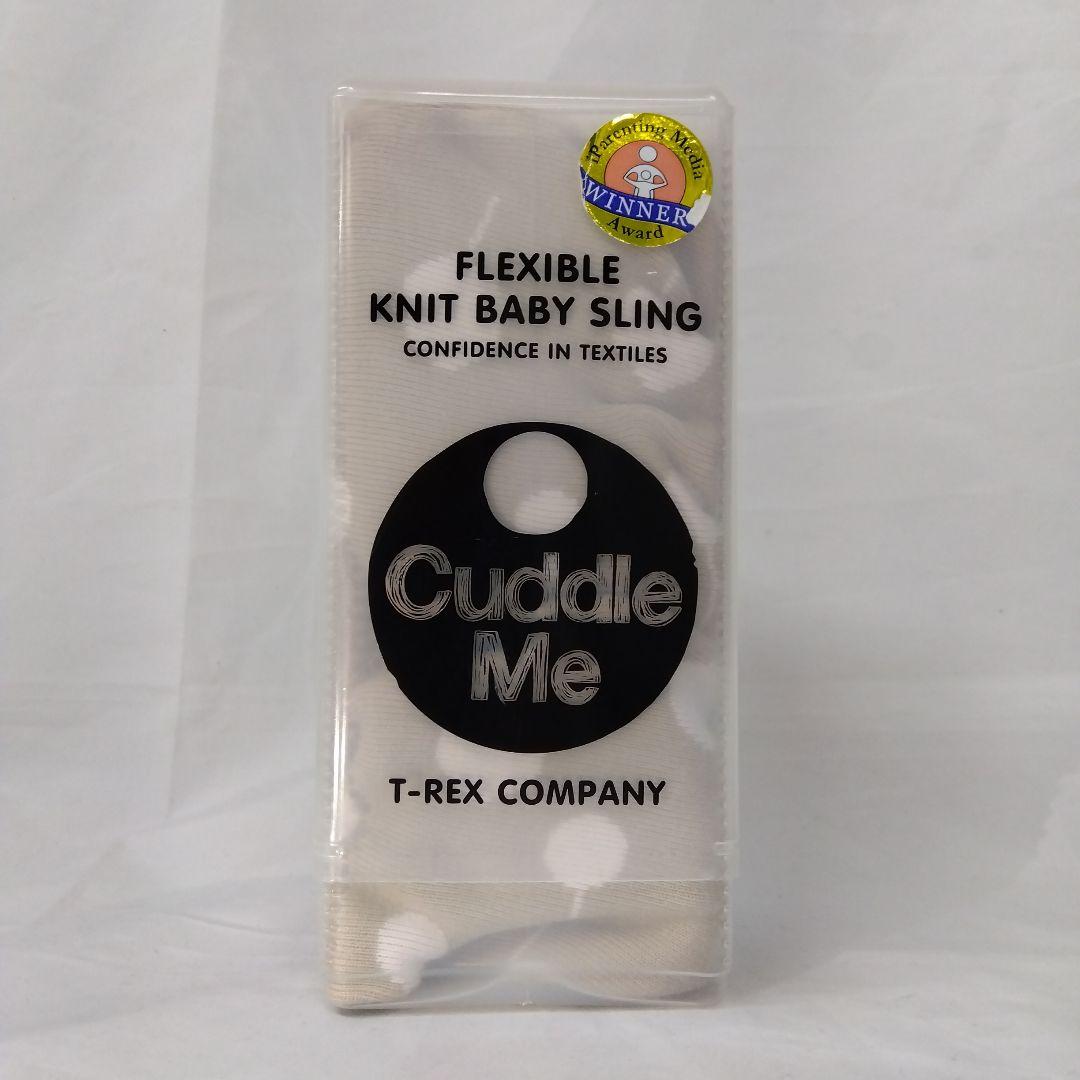 iParenting Media
WINNER
Award
FLEXIBLE
KNIT BABY SLING
CONFIDENCE IN TEXTILES
Cuddle
Me
T-REX COMPANY